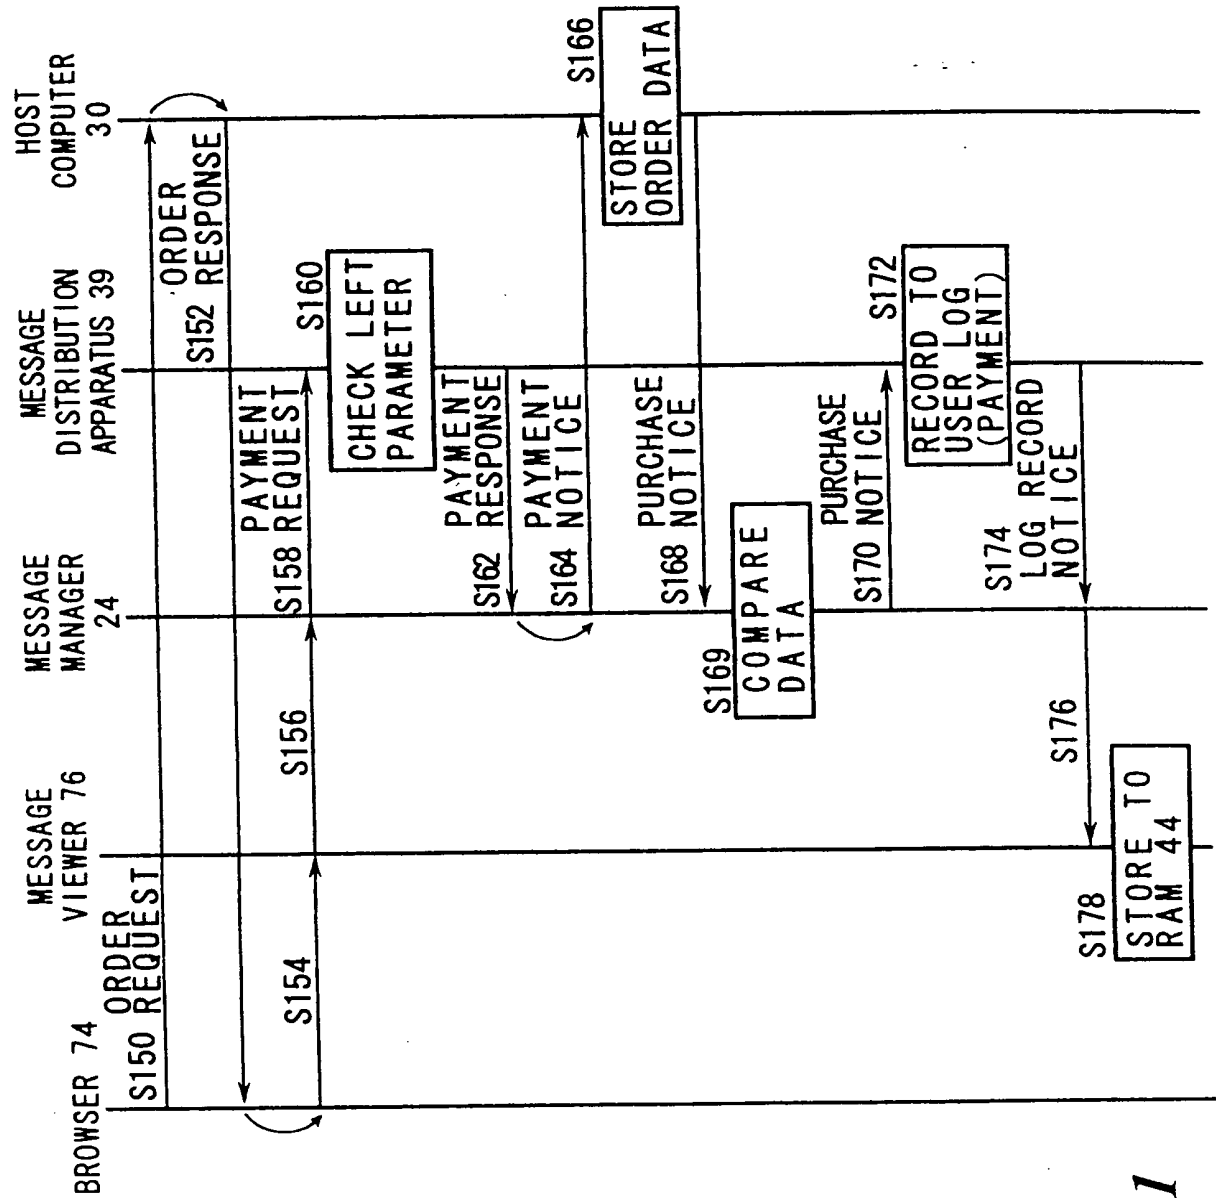 BROWSER 74
MESSAGE
VIEWER 76
MESSAGE
MANAGER
24
MESSAGE
DISTRIBUTION
APPARATUS 39
HOST
COMPUTER
30
ORDER
S150 REQUEST
ORDER
S152 RESPONSE
S154
S156
PAYMENT
S158 REQUEST
S160
CHECK LEFT
PARAMETER
PAYMENT
RESPONSE
S162
PAYMENT
NOTICE
S164
S166
STORE
ORDER DATA
PURCHASE
NOTICE
S168
S169
COMPARE
DATA
PURCHASE
S170 NOTICE
S172
RECORD TO
USER LOG
(PAYMENT)
S174
LOG RECORD
NOTICE
S176
S178
STORE TO
RAM 44
1